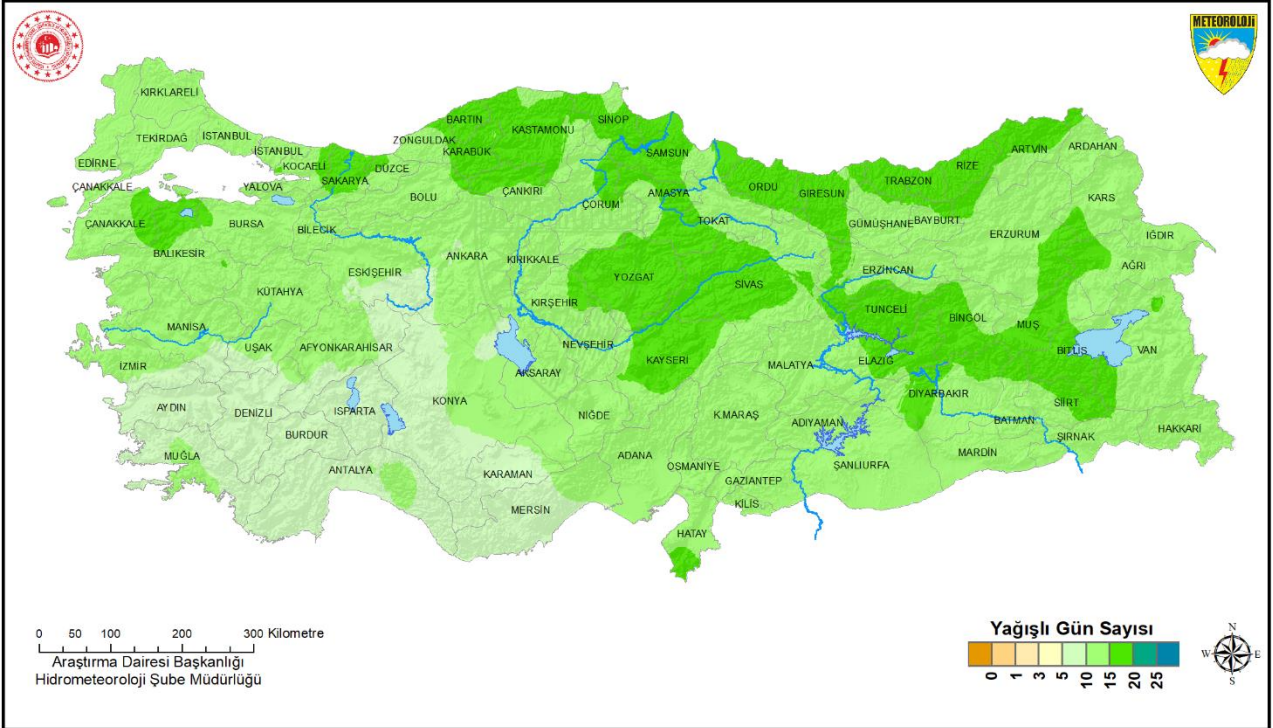 METEOROLOJİ
KIRKLARELİ
TEKİRDAĞ
İSTANBUL
İSTANBUL
EDİRNE
KOCAELİ
ÇANAKKALE
YALOVA
SAKARYA
DÜZCE
ZONGULDAK
BARTIN
KARABÜK
KASTAMONU
SİNOP
SAMSUN
ORDU
GİRESUN
TRABZON
RİZE
ARTVİN
ARDAHAN
KARS
ÇANAKKALE
BURSA
BİLECİK
BOLU
ÇANKIRI
ÇORUM
AMASYA
TOKAT
GÜMÜŞHANE
BAYBURT
ERZURUM
IĞDIR
AĞRI
BALIKESİR
ESKİŞEHİR
ANKARA
KIRIKKALE
YOZGAT
SİVAS
ERZİNCAN
KÜTAHYA
KIRŞEHİR
TUNCELİ
BİNGÖL
MUŞ
BİTLİS
VAN
MANİSA
UŞAK
AFYONKARAHİSAR
NEVŞEHİR
KAYSERİ
MALATYA
ELAZIĞ
İZMİR
AKSARAY
DİYARBAKIR
SİİRT
AYDIN
DENİZLİ
ISPARTA
KONYA
NİĞDE
K.MARAŞ
ADIYAMAN
BATMAN
ŞIRNAK
HAKKARİ
BURDUR
MUĞLA
ANTALYA
KARAMAN
ADANA
OSMANİYE
GAZİANTEP
ŞANLIURFA
MARDİN
MERSİN
KİLİS
HATAY
0 50 100 200 300 Kilometre
Araştırma Dairesi Başkanlığı
Hidrometeoroloji Şube Müdürlüğü
Yağışlı Gün Sayısı
0 1 3 5 10 15 20 25
N
W E
S